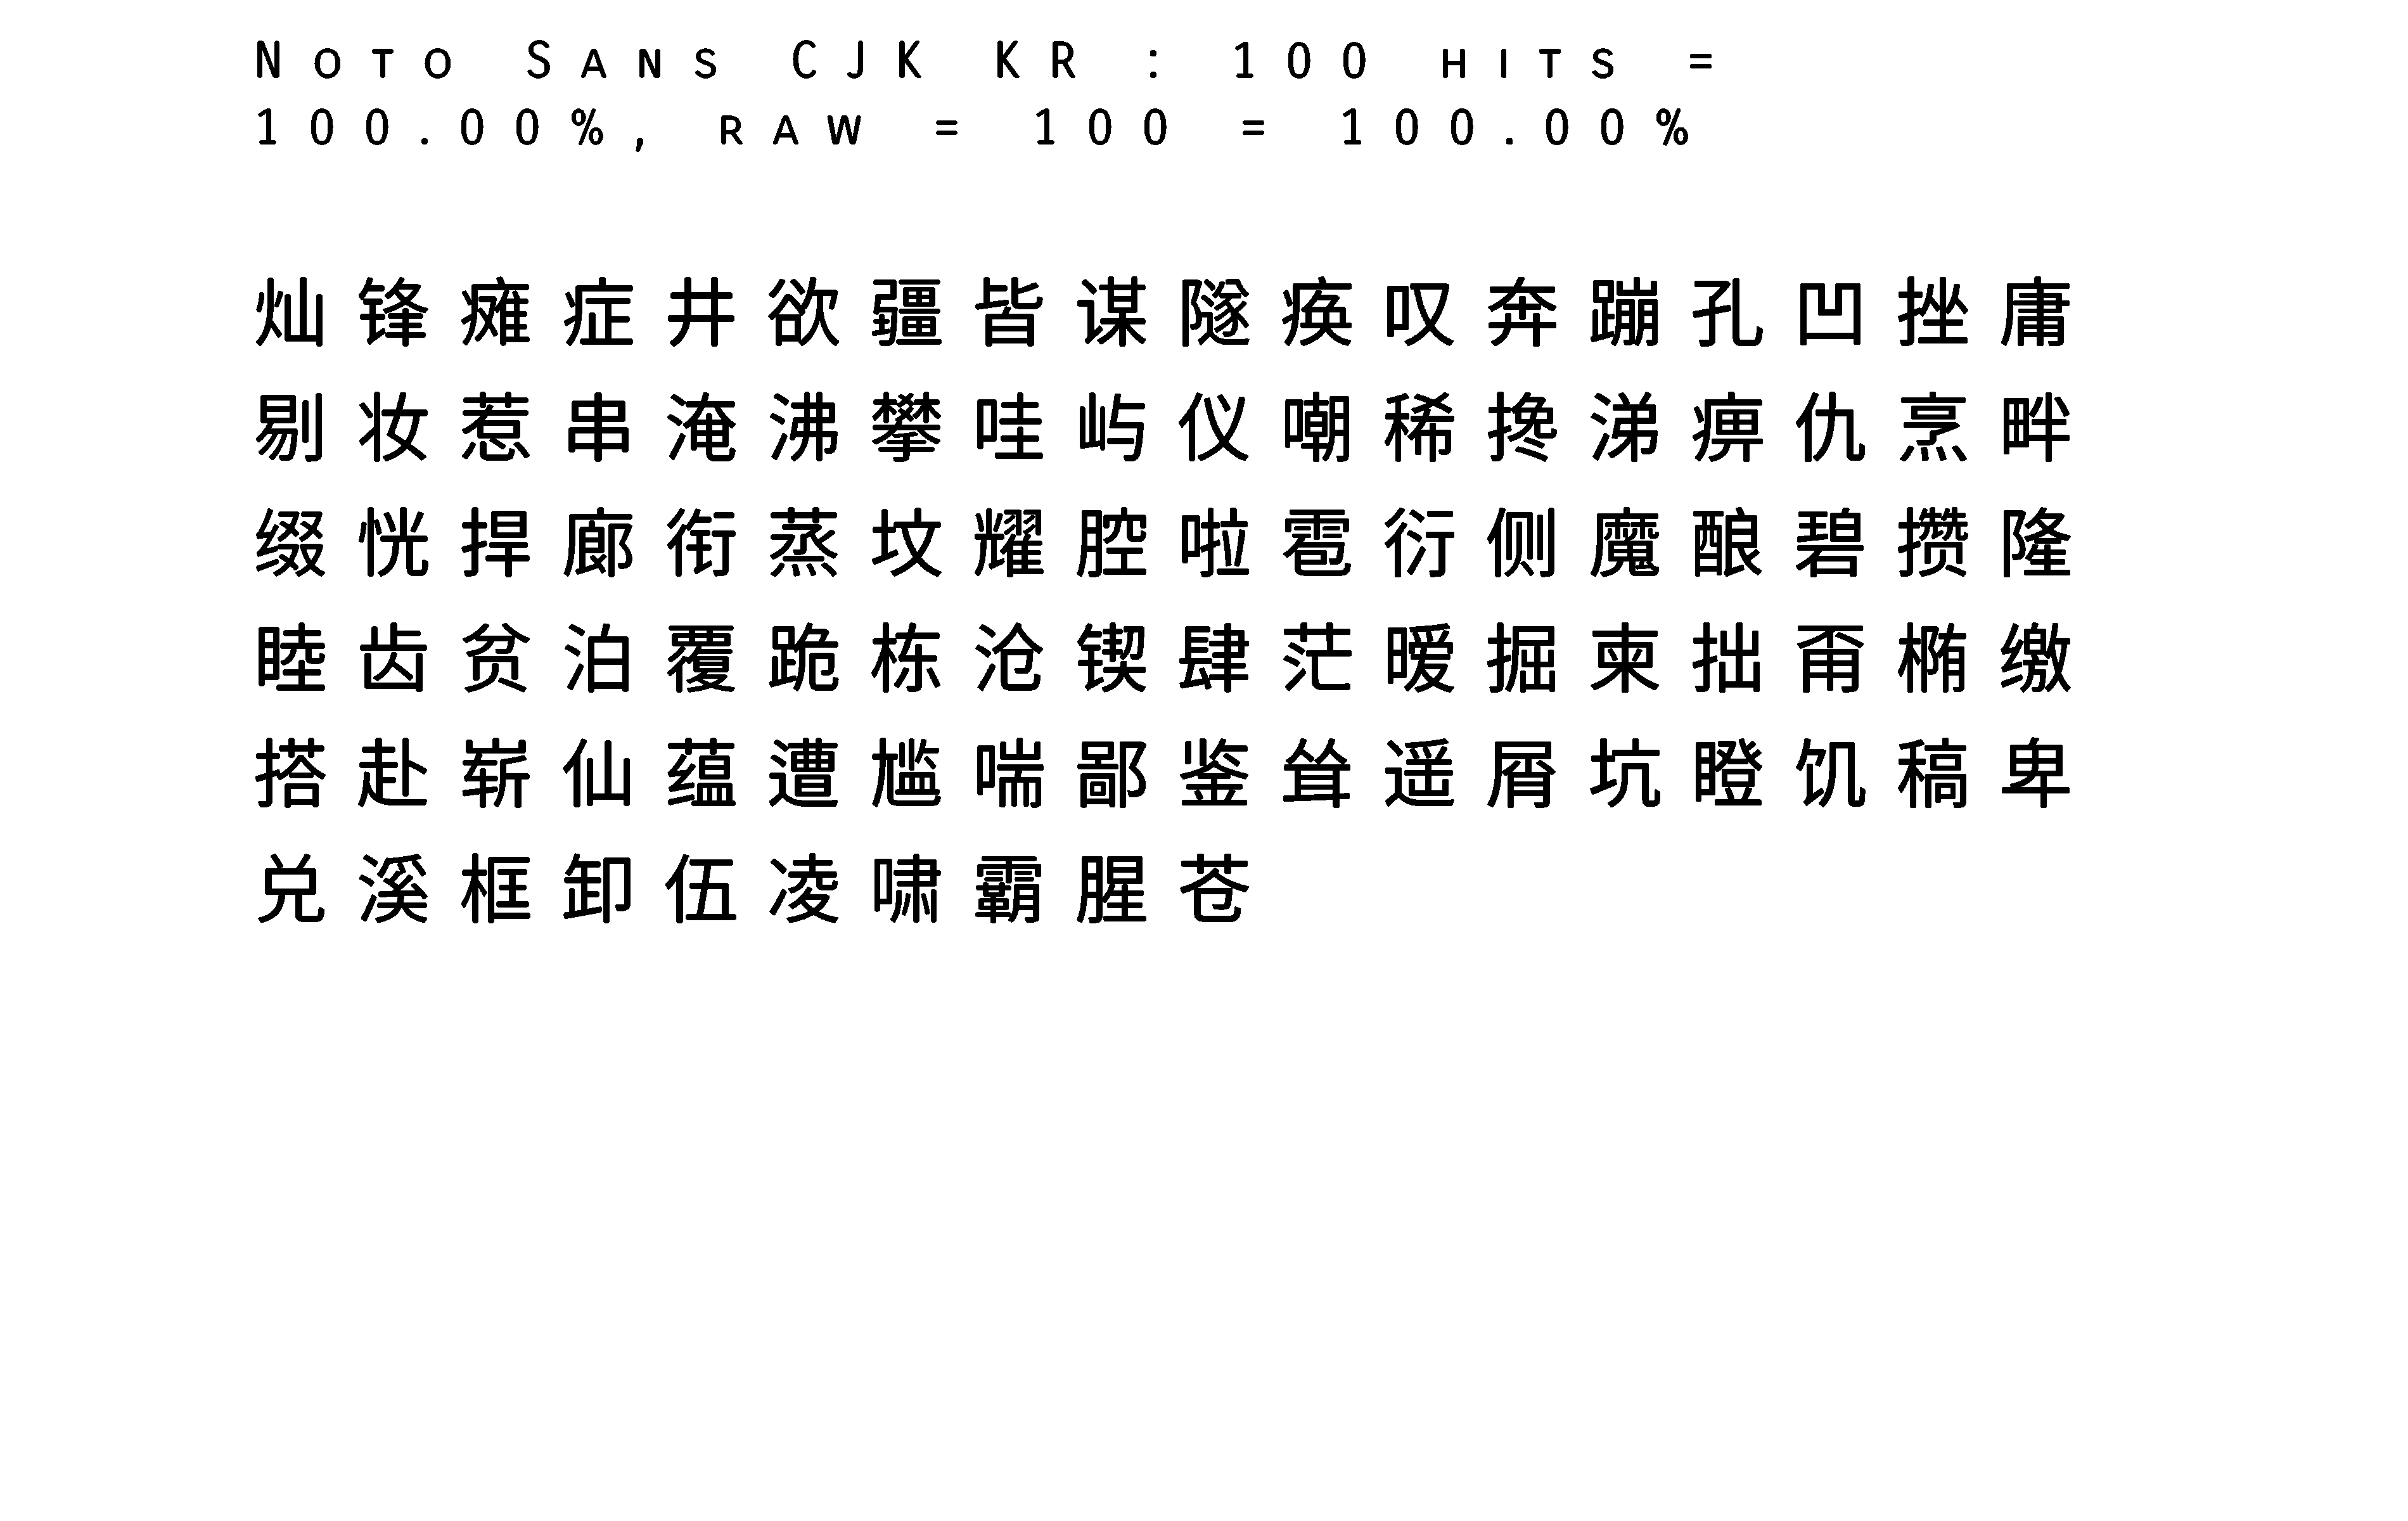 Noto Sans CJK KR : 100 hits =
100.00%, raw = 100 = 100.00%
灿锋瘫症井欲疆皆谋隧痪叹奔蹦孔凹挫庸
剔妆惹串淹沸攀哇屿仪嘲稀搀涕痹仇烹畔
缀恍捍廊衔蒸坟耀腔啦雹衍侧魔酿碧攒隆
睦齿贫泊覆跪栋沧锲肆茫暧掘柬拙甭椭缴
搭赴崭仙蕴遭尴喘鄙鉴耸遥屑坑瞪饥稿卑
兑溪框卸伍凌啸霸腥苍